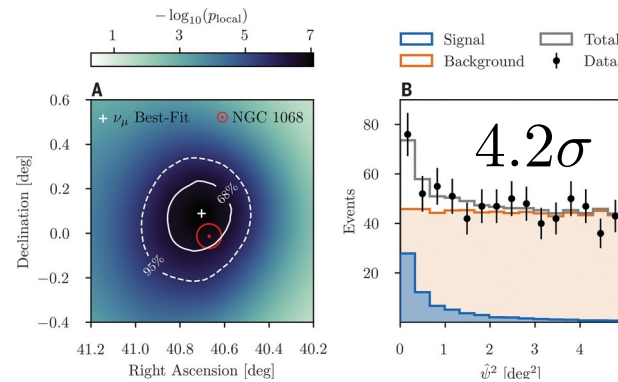 − log₁₀(p_local)
1 3 5 7
A
ν_μ Best-Fit
NGC 1068
68%
95%
0.6
0.4
0.2
0.0
−0.2
−0.4
Declination [deg]
41.2 41.0 40.8 40.6 40.4 40.2
Right Ascension [deg]
Signal
Total
Background
Data
B
4.2σ
80
60
40
20
Events
0 1 2 3 4
ψ̂² [deg²]